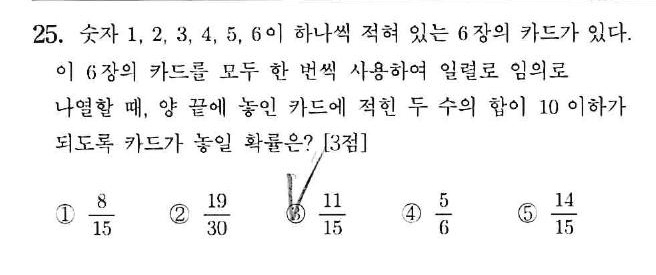 25. 숫자 1, 2, 3, 4, 5, 6이 하나씩 적혀 있는 6장의 카드가 있다.
이 6장의 카드를 모두 한 번씩 사용하여 일렬로 임의로
나열할 때, 양 끝에 놓인 카드에 적힌 두 수의 합이 10 이하가
되도록 카드가 놓일 확률은? [3점]
① 8/15 ② 19/30 ③ 11/15 ④ 5/6 ⑤ 14/15